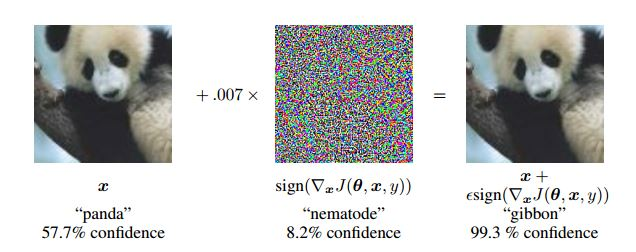 + .007 ×
=
x
sign(∇ₓJ(θ, x, y))
x +
ϵsign(∇ₓJ(θ, x, y))
“panda”
“nematode”
“gibbon”
57.7% confidence
8.2% confidence
99.3 % confidence